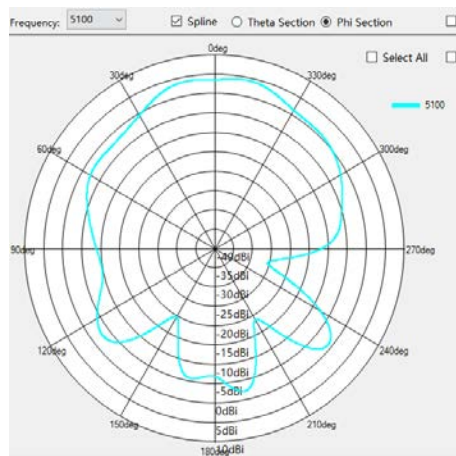 Frequency: 5100 Spline Theta Section Phi Section
0deg
30deg 330deg
Select All
5100
60deg 300deg
90deg 270deg
-40dBi
-35dBi
-30dBi
-25dBi
-20dBi
-15dBi
120deg 240deg
-10dBi
-5dBi
0dBi
150deg 210deg
5dBi
180deg 10dBi